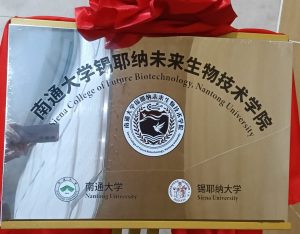 南通大学锡耶纳未来生物技术学院
Siena College of Future Biotechnology, Nantong University
南通大学
Nantong University
锡耶纳大学
Siena University